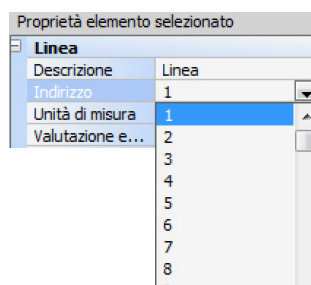 Proprietà elemento selezionato
Linea
Descrizione Linea
Indirizzo 1
Unità di misura 1
Valutazione e... 2
3
4
5
6
7
8